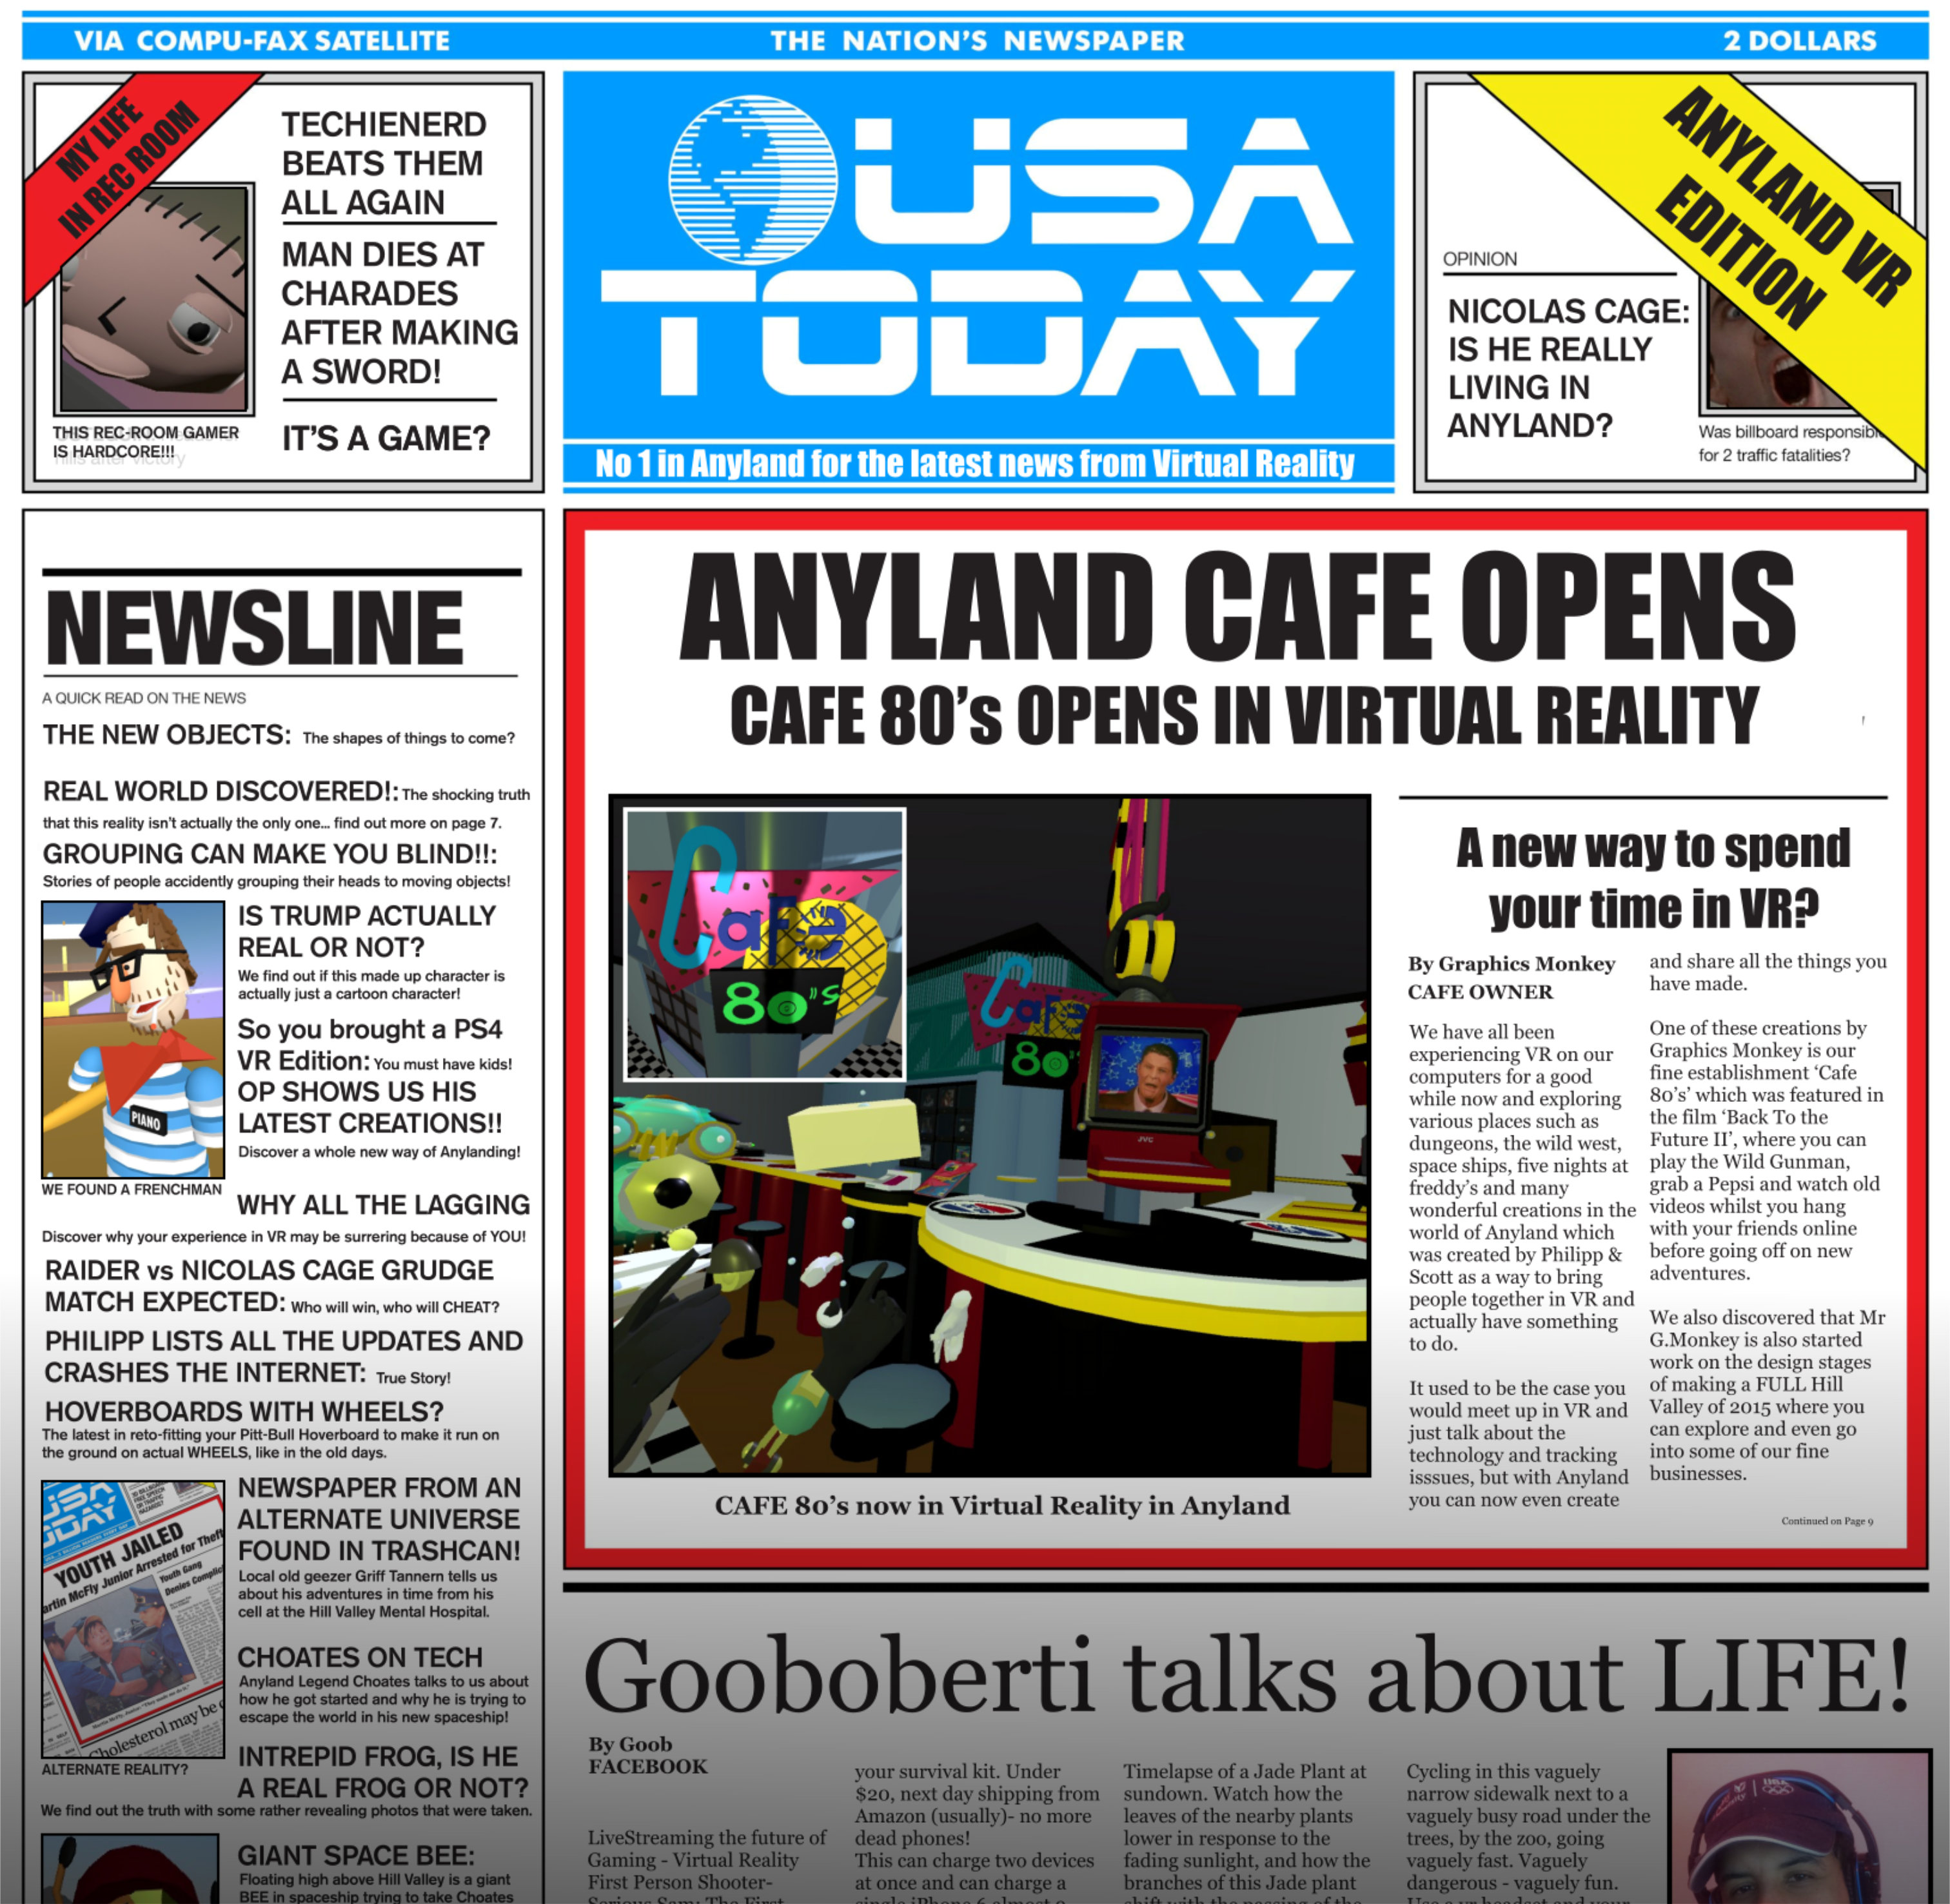 VIA COMPU-FAX SATELLITE
THE NATION'S NEWSPAPER
2 DOLLARS
MY LIFE
IN REC ROOM
THIS REC-ROOM GAMER
IS HARDCORE!!!
TECHIENERD
BEATS THEM
ALL AGAIN
MAN DIES AT
CHARADES
AFTER MAKING
A SWORD!
IT'S A GAME?
USA
TODAY
No 1 in Anyland for the latest news from Virtual Reality
ANYLAND VR
EDITION
OPINION
NICOLAS CAGE:
IS HE REALLY
LIVING IN
ANYLAND?
Was billboard
for 2 traffic fatalities?
NEWSLINE
A QUICK READ ON THE NEWS
THE NEW OBJECTS: The shapes of things to come?
REAL WORLD DISCOVERED!: The shocking truth
that this reality isn't actually the only one... find out more on page 7.
GROUPING CAN MAKE YOU BLIND!!:
Stories of people accidently grouping their heads to moving objects!
PIANO
WE FOUND A FRENCHMAN
IS TRUMP ACTUALLY
REAL OR NOT?
We find out if this made up character is
actually just a cartoon character!
So you brought a PS4
VR Edition: You must have kids!
OP SHOWS US HIS
LATEST CREATIONS!!
Discover a whole new way of Anylanding!
WHY ALL THE LAGGING
Discover why your experience in VR may be surrering because of YOU!
RAIDER vs NICOLAS CAGE GRUDGE
MATCH EXPECTED: Who will win, who will CHEAT?
PHILIPP LISTS ALL THE UPDATES AND
CRASHES THE INTERNET: True Story!
HOVERBOARDS WITH WHEELS?
The latest in reto-fitting your Pitt-Bull Hoverboard to make it run on
the ground on actual WHEELS, like in the old days.
USA
TODAY
YOUTH JAILED
artin McFly Junior Arrested for Theft
Youth Gang
Denies
Cholesterol may be
ALTERNATE REALITY?
NEWSPAPER FROM AN
ALTERNATE UNIVERSE
FOUND IN TRASHCAN!
Local old geezer Griff Tannern tells us
about his adventures in time from his
cell at the Hill Valley Mental Hospital.
CHOATES ON TECH
Anyland Legend Choates talks to us about
how he got started and why he is trying to
escape the world in his new spaceship!
INTREPID FROG, IS HE
A REAL FROG OR NOT?
We find out the truth with some rather revealing photos that were taken.
GIANT SPACE BEE:
Floating high above Hill Valley is a giant
BEE in spaceship trying to take Choates
ANYLAND CAFE OPENS
CAFE 80's OPENS IN VIRTUAL REALITY
Cafe
80"s
Cafe
80"
JVC
CAFE 80's now in Virtual Reality in Anyland
A new way to spend
your time in VR?
By Graphics Monkey
CAFE OWNER
We have all been
experiencing VR on our
computers for a good
while now and exploring
various places such as
dungeons, the wild west,
space ships, five nights at
freddy's and many
wonderful creations in the
world of Anyland which
was created by Philipp &
Scott as a way to bring
people together in VR and
actually have something
to do.
It used to be the case you
would meet up in VR and
just talk about the
technology and tracking
isssues, but with Anyland
you can now even create
and share all the things you
have made.
One of these creations by
Graphics Monkey is our
fine establishment 'Cafe
80's' which was featured in
the film 'Back To the
Future II', where you can
play the Wild Gunman,
grab a Pepsi and watch old
videos whilst you hang
with your friends online
before going off on new
adventures.
We also discovered that Mr
G.Monkey is also started
work on the design stages
of making a FULL Hill
Valley of 2015 where you
can explore and even go
into some of our fine
businesses.
Continued on Page 9
Gooboberti talks about LIFE!
By Goob
FACEBOOK
LiveStreaming the future of
Gaming - Virtual Reality
First Person Shooter-
Serious Sam: The First
your survival kit. Under
$20, next day shipping from
Amazon (usually)- no more
dead phones!
This can charge two devices
at once and can charge a
single iPhone 6 almost
Timelapse of a Jade Plant at
sundown. Watch how the
leaves of the nearby plants
lower in response to the
fading sunlight, and how the
branches of this Jade plant
shift with the passing of the
Cycling in this vaguely
narrow sidewalk next to a
vaguely busy road under the
trees, by the zoo, going
vaguely fast. Vaguely
dangerous - vaguely fun.
Use a vr headset and your